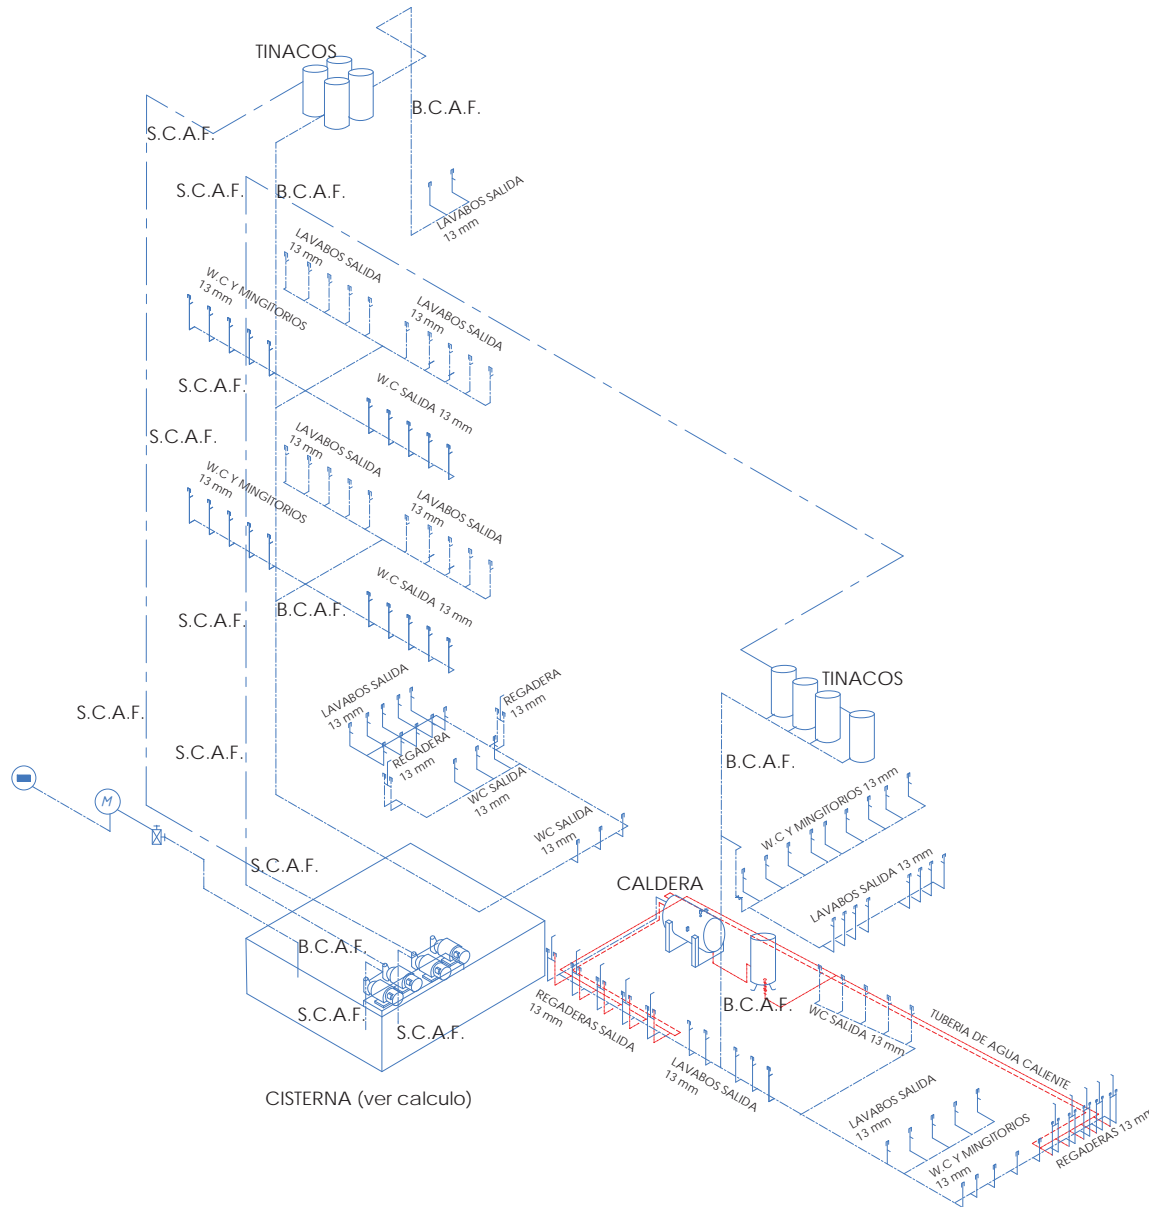 TINACOS
B.C.A.F.
S.C.A.F.
S.C.A.F.
B.C.A.F.
LAVABOS SALIDA
13 mm
LAVABOS SALIDA
13 mm
W.C Y MINGITORIOS
13 mm
LAVABOS SALIDA
13 mm
S.C.A.F.
W.C SALIDA 13 mm
S.C.A.F.
LAVABOS SALIDA
13 mm
W.C Y MINGITORIOS
13 mm
LAVABOS SALIDA
13 mm
W.C SALIDA 13 mm
B.C.A.F.
S.C.A.F.
LAVABOS SALIDA
13 mm
REGADERA
13 mm
TINACOS
S.C.A.F.
S.C.A.F.
REGADERA
13 mm
WC SALIDA
13 mm
B.C.A.F.
M
WC SALIDA
13 mm
W.C Y MINGITORIOS 13 mm
S.C.A.F.
CALDERA
LAVABOS SALIDA 13 mm
B.C.A.F.
S.C.A.F.
S.C.A.F.
REGADERAS SALIDA
13 mm
B.C.A.F.
WC SALIDA 13 mm
TUBERIA DE AGUA CALIENTE
LAVABOS SALIDA
13 mm
CISTERNA (ver calculo)
LAVABOS SALIDA
13 mm
W.C Y MINGITORIOS
13 mm
REGADERAS 13 mm